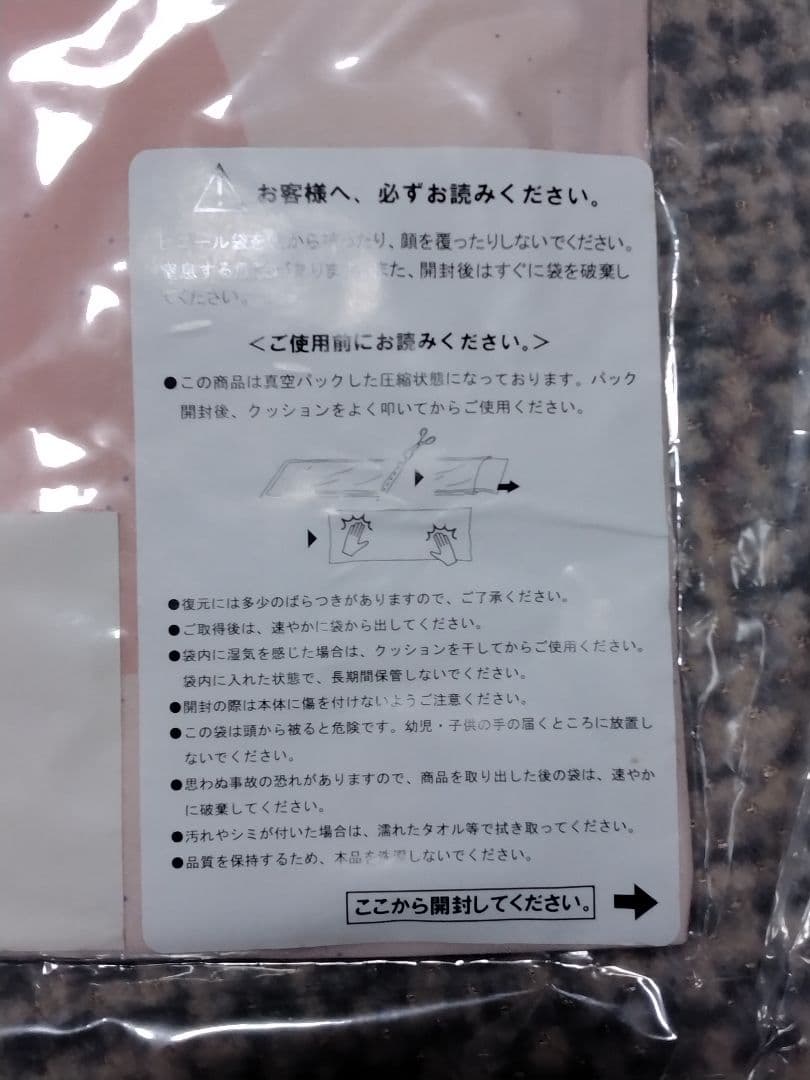 お客様へ、必ずお読みください。
ビニール袋を から被ったり、顔を覆ったりしないでください。
窒息する があります。また、開封後はすぐに袋を破棄し
てください。
＜ご使用前にお読みください。＞
●この商品は真空パックした圧縮状態になっております。パック
開封後、クッションをよく叩いてからご使用ください。
●復元には多少のばらつきがありますので、ご了承ください。
●ご取得後は、速やかに袋から出してください。
●袋内に湿気を感じた場合は、クッションを干してからご使用ください。
袋内に入れた状態で、長期間保管しないでください。
●開封の際は本体に傷を付けないようご注意ください。
●この袋は頭から被ると危険です。幼児・子供の手の届くところに放置し
ないでください。
●思わぬ事故の恐れがありますので、商品を取り出した後の袋は、速やか
に破棄してください。
●汚れやシミが付いた場合は、濡れたタオル等で拭き取ってください。
●品質を保持するため、本品を洗濯しないでください。
ここから開封してください。